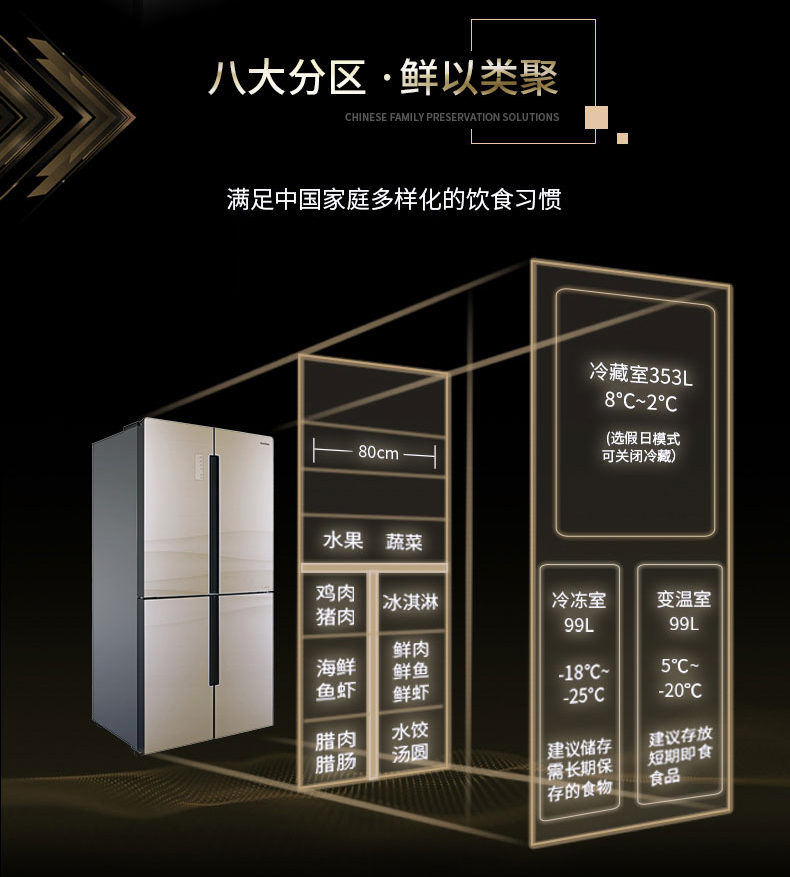 八大分区·鲜以类聚
CHINESE FAMILY PRESERVATION SOLUTIONS
满足中国家庭多样化的饮食习惯
80cm
水果 蔬菜
鸡肉
猪肉
冰淇淋
海鲜
鱼虾
鲜肉
鲜鱼
鲜虾
腊肉
腊肠
水饺
汤圆
冷藏室353L
8℃~2℃
(选假日模式
可关闭冷藏)
冷冻室
99L
-18℃~
-25℃
建议储存
需长期保
存的食物
变温室
99L
5℃~
-20℃
建议存放
短期即食
食品